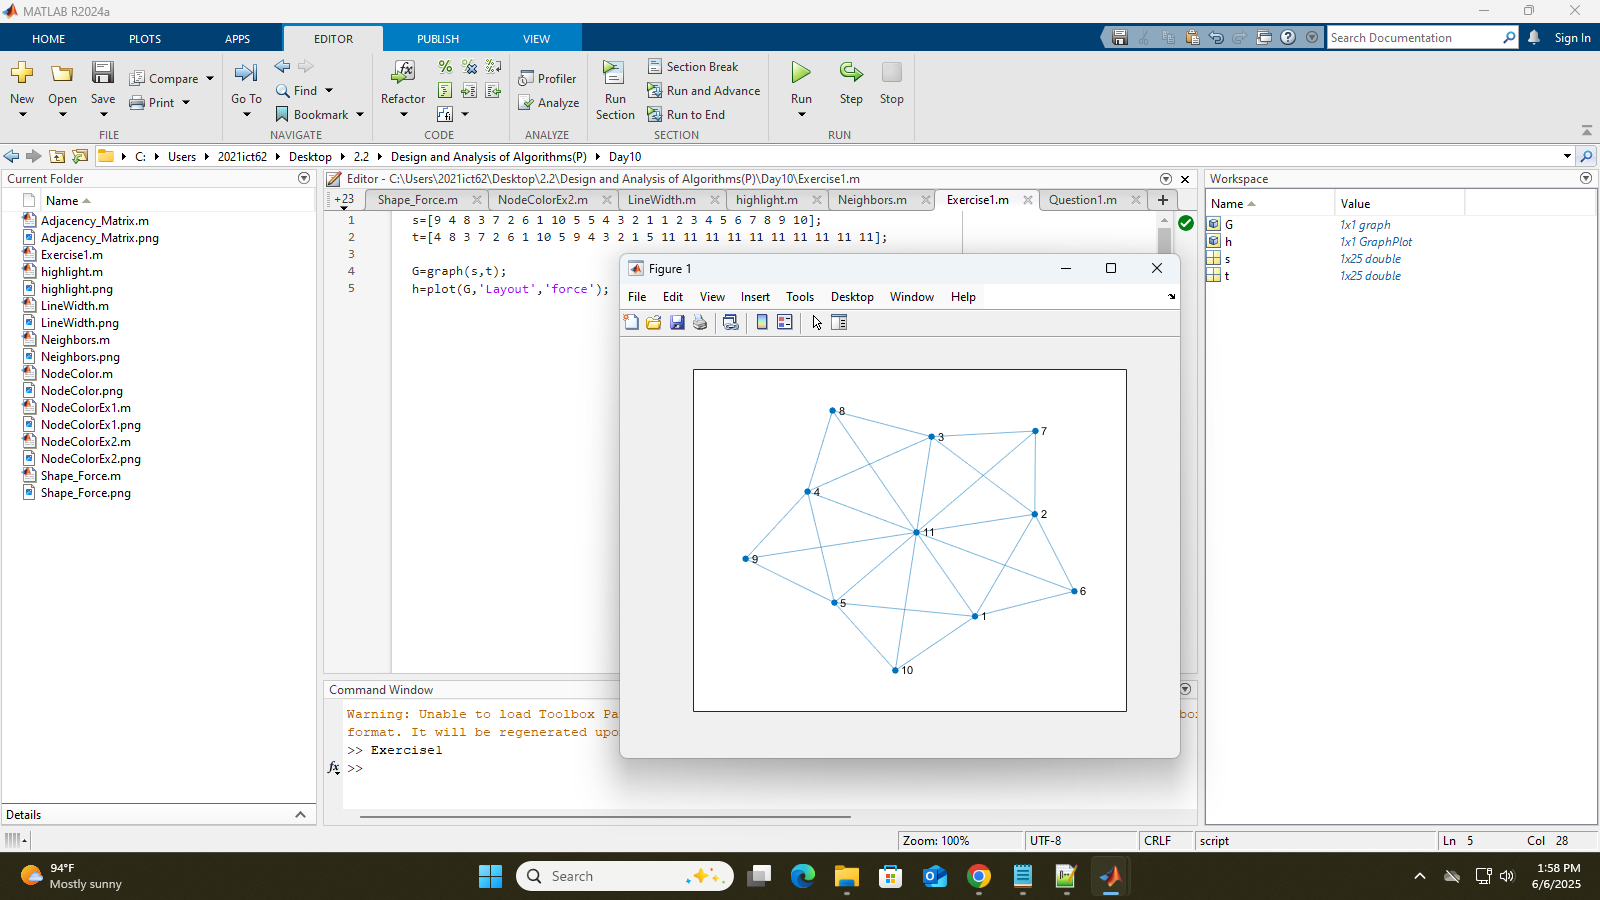 MATLAB R2024a
HOME PLOTS APPS EDITOR PUBLISH VIEW
Search Documentation
Sign In
New Open Save Compare Print
FILE
Go To Find Bookmark
NAVIGATE
Refactor
CODE
Profiler
Analyze
ANALYZE
Run Section
Section Break
Run and Advance
Run to End
SECTION
Run Step Stop
RUN
C: Users 2021ict62 Desktop 2.2 Design and Analysis of Algorithms(P) Day10
Current Folder
Name
Adjacency_Matrix.m
Adjacency_Matrix.png
Exercise1.m
highlight.m
highlight.png
LineWidth.m
LineWidth.png
Neighbors.m
Neighbors.png
NodeColor.m
NodeColor.png
NodeColorEx1.m
NodeColorEx1.png
NodeColorEx2.m
NodeColorEx2.png
Shape_Force.m
Shape_Force.png
Details
Editor - C:\Users\2021ict62\Desktop\2.2\Design and Analysis of Algorithms(P)\Day10\Exercise1.m
+23 Shape_Force.m NodeColorEx2.m LineWidth.m highlight.m Neighbors.m Exercise1.m Question1.m
1 s=[9 4 8 3 7 2 6 1 10 5 5 4 3 2 1 1 2 3 4 5 6 7 8 9 10];
2 t=[4 8 3 7 2 6 1 10 5 9 4 3 2 1 5 11 11 11 11 11 11 11 11 11 11];
3
4 G=graph(s,t);
5 h=plot(G,'Layout','force');
Figure 1
File Edit View Insert Tools Desktop Window Help
8
3
7
4
2
11
9
6
5
1
10
Command Window
Warning: Unable to load Toolbox Pa
format. It will be regenerated upo
>> Exercise1
fx >>
Workspace
Name Value
G 1x1 graph
h 1x1 GraphPlot
s 1x25 double
t 1x25 double
Zoom: 100% UTF-8 CRLF script Ln 5 Col 28
94°F
Mostly sunny
Search
1:58 PM
6/6/2025